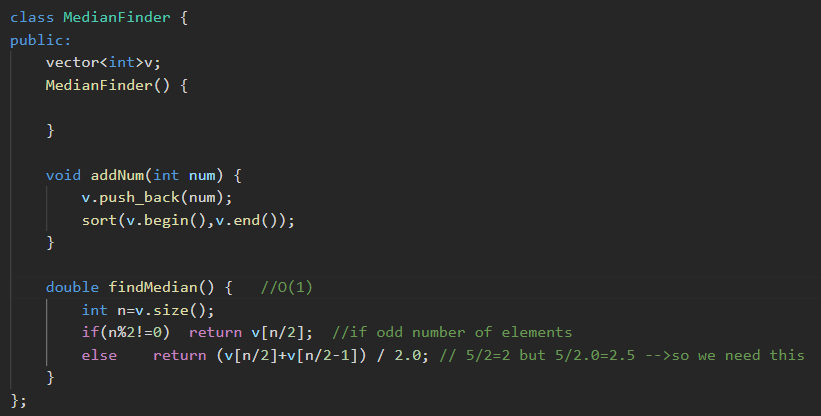 class MedianFinder {
public:
    vector<int>v;
    MedianFinder() {

    }

    void addNum(int num) {
        v.push_back(num);
        sort(v.begin(),v.end());
    }

    double findMedian() {   //O(1)
        int n=v.size();
        if(n%2!=0)  return v[n/2];  //if odd number of elements
        else    return (v[n/2]+v[n/2-1]) / 2.0; // 5/2=2 but 5/2.0=2.5 -->so we need this
    }
};